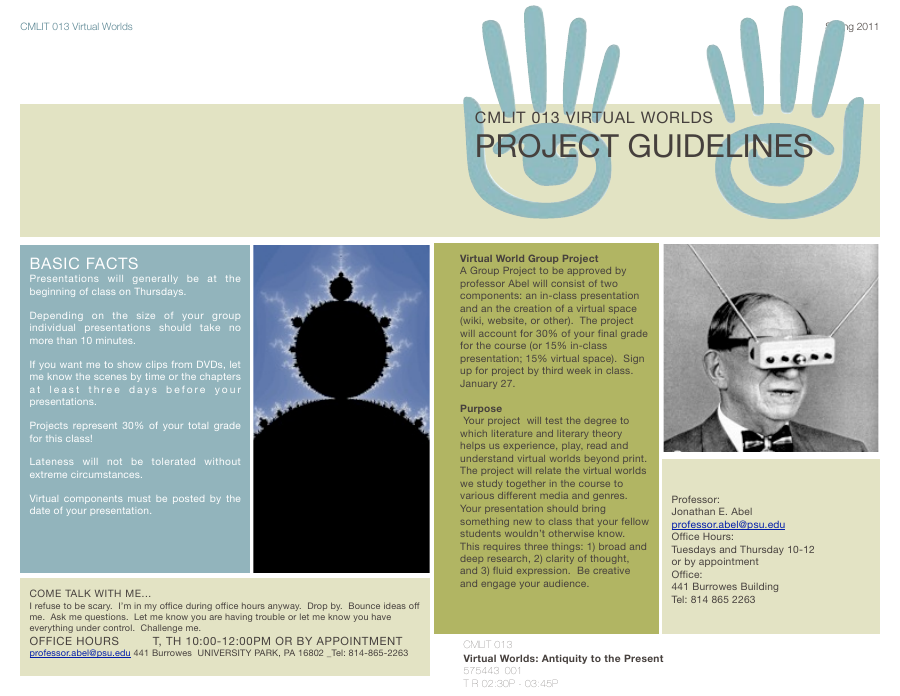 CMLIT 013 Virtual Worlds
ng 2011
CMLIT 013 VIRTUAL WORLDS
PROJECT GUIDELINES
BASIC FACTS
Presentations will generally be at the
beginning of class on Thursdays.
Depending on the size of your group
individual presentations should take no
more than 10 minutes.
If you want me to show clips from DVDs, let
me know the scenes by time or the chapters
at least three days before your
presentations.
Projects represent 30% of your total grade
for this class!
Lateness will not be tolerated without
extreme circumstances.
Virtual components must be posted by the
date of your presentation.
COME TALK WITH ME...
I refuse to be scary. I'm in my office during office hours anyway. Drop by. Bounce ideas off
me. Ask me questions. Let me know you are having trouble or let me know you have
everything under control. Challenge me.
OFFICE HOURS T, TH 10:00-12:00PM OR BY APPOINTMENT
professor.abel@psu.edu 441 Burrowes UNIVERSITY PARK, PA 16802 _Tel: 814-865-2263
Virtual World Group Project
A Group Project to be approved by
professor Abel will consist of two
components: an in-class presentation
and an the creation of a virtual space
(wiki, website, or other). The project
will account for 30% of your final grade
for the course (or 15% in-class
presentation; 15% virtual space). Sign
up for project by third week in class.
January 27.
Purpose
Your project will test the degree to
which literature and literary theory
helps us experience, play, read and
understand virtual worlds beyond print.
The project will relate the virtual worlds
we study together in the course to
various different media and genres.
Your presentation should bring
something new to class that your fellow
students wouldn't otherwise know.
This requires three things: 1) broad and
deep research, 2) clarity of thought,
and 3) fluid expression. Be creative
and engage your audience.
Professor:
Jonathan E. Abel
professor.abel@psu.edu
Office Hours:
Tuesdays and Thursday 10-12
or by appointment
Office:
441 Burrowes Building
Tel: 814 865 2263
CMLIT 013
Virtual Worlds: Antiquity to the Present
575443 001
T R 02:30P - 03:45P